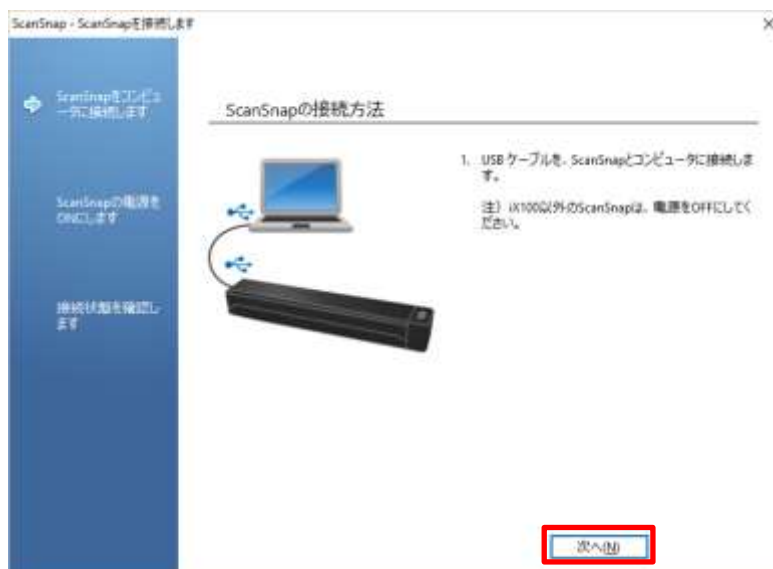 ScanSnap - ScanSnapを接続します
ScanSnapをコンピュ
ータに接続します
ScanSnapの電源を
ONにします
接続状態を確認し
ます
ScanSnapの接続方法
1. USB ケーブルを、ScanSnapとコンピュータに接続しま
す。
注) iX100以外のScanSnapは、電源をOFFにしてく
ださい。
次へ(N)